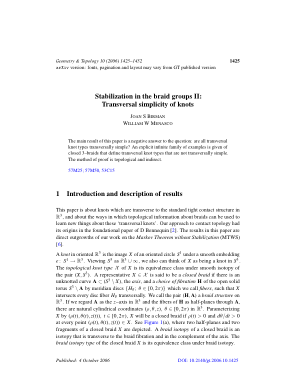 Geometry & Topology 10 (2006) 1425–1452 1425
arXiv version: fonts, pagination and layout may vary from GT published version
Stabilization in the braid groups II:
Transversal simplicity of knots
JOAN S BIRMAN
WILLIAM W MENASCO
The main result of this paper is a negative answer to the question: are all transversal
knot types transversally simple? An explicit infinite family of examples is given of
closed 3–braids that define transversal knot types that are not transversally simple.
The method of proof is topological and indirect.
57M25, 57M50, 53C15
1 Introduction and description of results
This paper is about knots which are transverse to the standard tight contact structure in
ℝ³, and about the ways in which topological information about braids can be used to
learn new things about these ‘transversal knots’. Our approach to contact topology had
its origins in the foundational paper of D Bennequin [2]. The results in this paper are
direct outgrowths of our work on the Markov Theorem without Stabilization (MTWS)
[6].
A knot is oriented ℝ³ is the image X of an oriented circle S¹ under a smooth embedding
e: S¹ → ℝ³. Viewing S³ as ℝ³ ∪ ∞, we also can think of X as being a knot in S³.
The topological knot type X of X is its equivalence class under smooth isotopy of
the pair (X, S³). A representative X ∈ X is said to be a closed braid if there is an
unknotted curve A ⊂ (S³ \ X), the axis, and a choice of fibration H of the open solid
torus S³ \ A by meridian discs {H_θ; θ ∈ [0, 2π)} which we call fibers, such that X
intersects every disc fiber H_θ transversally. We call the pair (H, A) a braid structure on
ℝ³. If we regard A as the z–axis in ℝ³ and the fibers of H as half-planes through A,
there are natural cylindrical coordinates (ρ, θ, z), θ ∈ [0, 2π), in ℝ³. Parametrizing
X by (ρ(t), θ(t), z(t)), t ∈ [0, 2π], X will be a closed braid if ρ(t) > 0 and dθ/dt > 0
at every point (ρ(t), θ(t), z(t)) ∈ X. See Figure 1(a), where two half-planes and two
fragments of a closed braid X are depicted. A braid isotopy of a closed braid is an
isotopy that is transverse to the braid fibration and in the complement of the axis. The
braid isotopy type of the closed braid X is its equivalence class under braid isotopy.
Published: 4 October 2006 DOI: 10.2140/gt.2006.10.1425